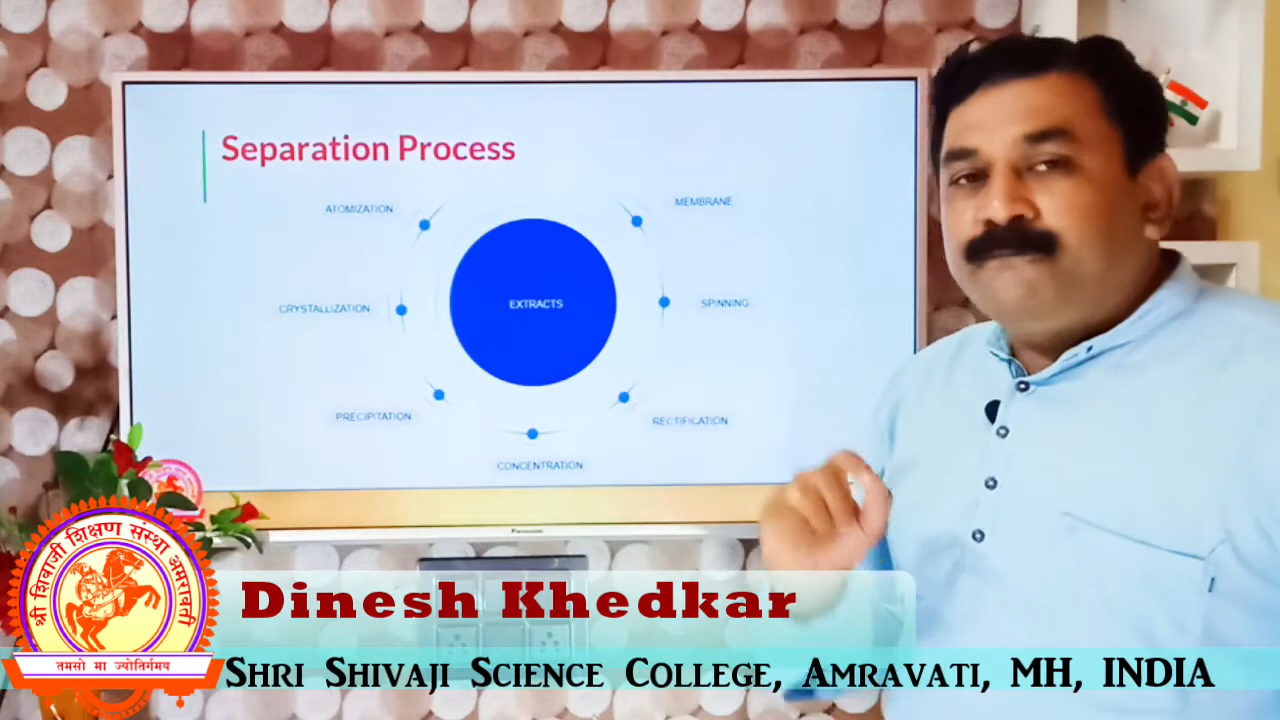 Separation Process
ATOMIZATION
MEMBRANE
CRYSTALLIZATION
EXTRACTS
SPINNING
PRECIPITATION
RECTIFICATION
CONCENTRATION
Panasonic
श्री शिवाजी शिक्षण संस्था अमरावती
तमसो मा ज्योतिर्गमय
Dinesh Khedkar
SHRI SHIVAJI SCIENCE COLLEGE, AMRAVATI, MH, INDIA